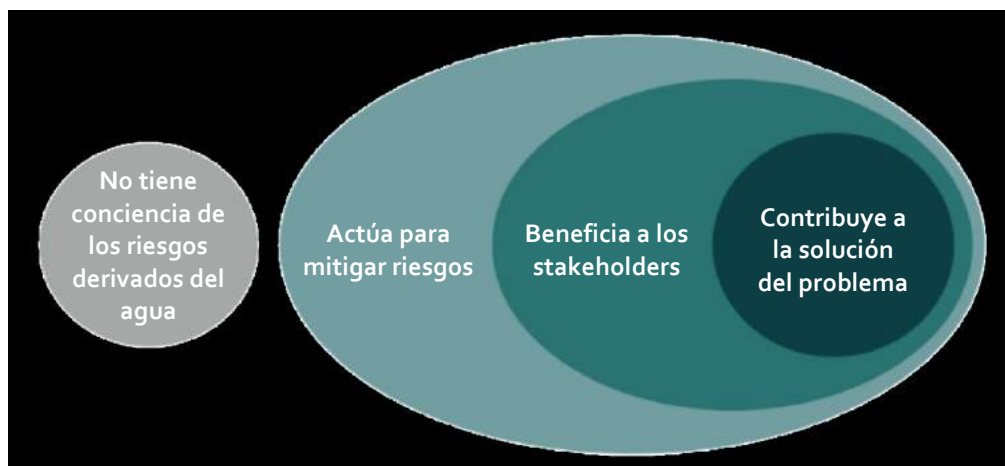 No tiene
conciencia de
los riesgos
derivados del
agua
Actúa para
mitigar riesgos
Beneficia a los
stakeholders
Contribuye a
la solución
del problema